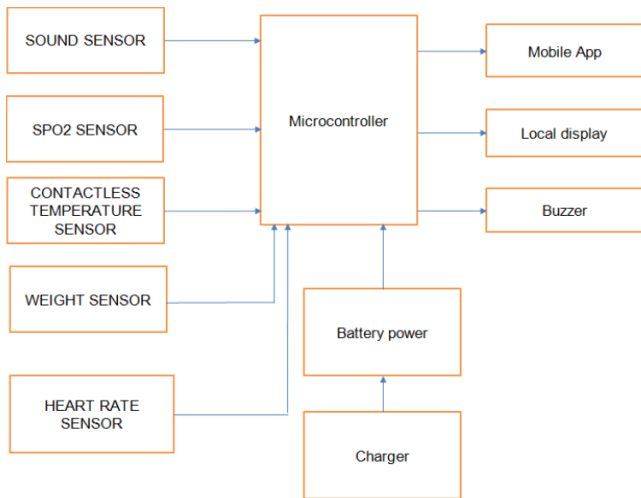 SOUND SENSOR
SPO2 SENSOR
CONTACTLESS
TEMPERATURE
SENSOR
WEIGHT SENSOR
HEART RATE
SENSOR
Microcontroller
Battery power
Charger
Mobile App
Local display
Buzzer